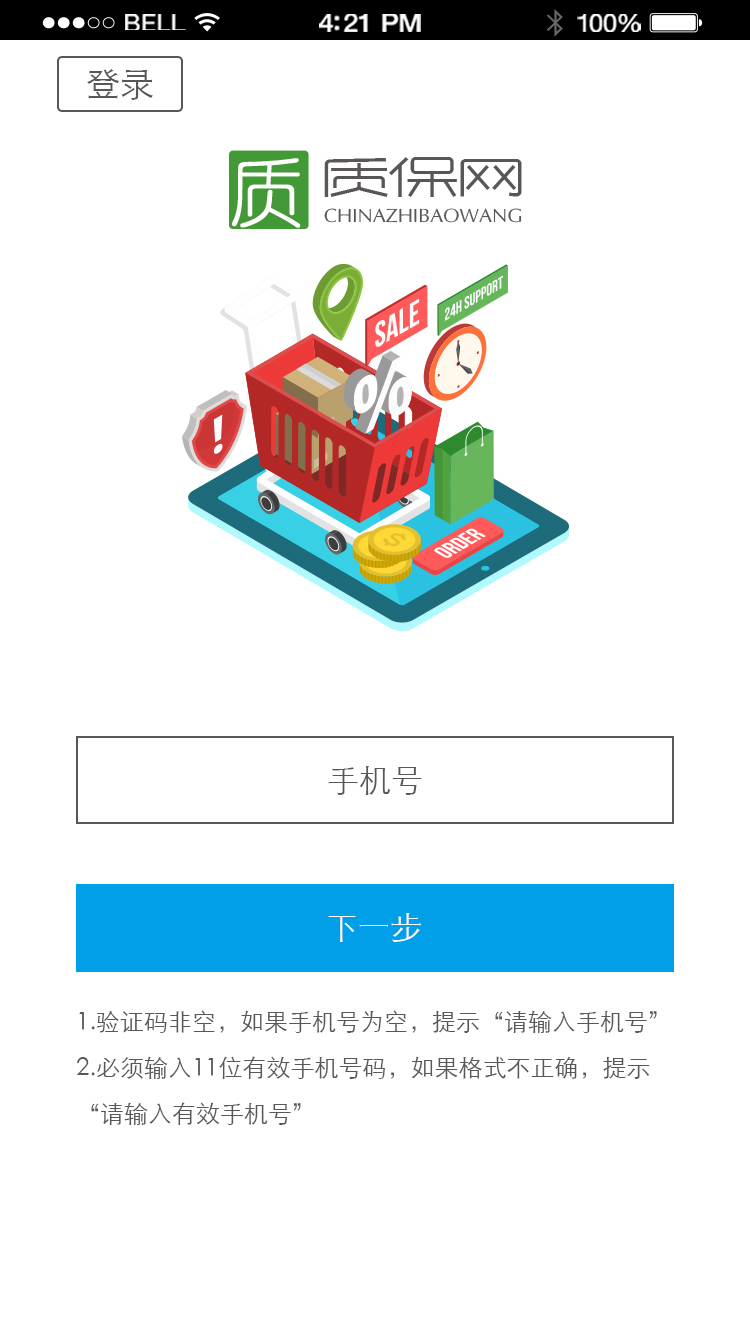 BELL 4:21 PM 100%
登录
质 质保网
CHINAZHIBAOWANG
SALE
24H SUPPORT
%
!
ORDER
$
手机号
下一步
1.验证码非空，如果手机号为空，提示“请输入手机号”
2.必须输入11位有效手机号码，如果格式不正确，提示
“请输入有效手机号”